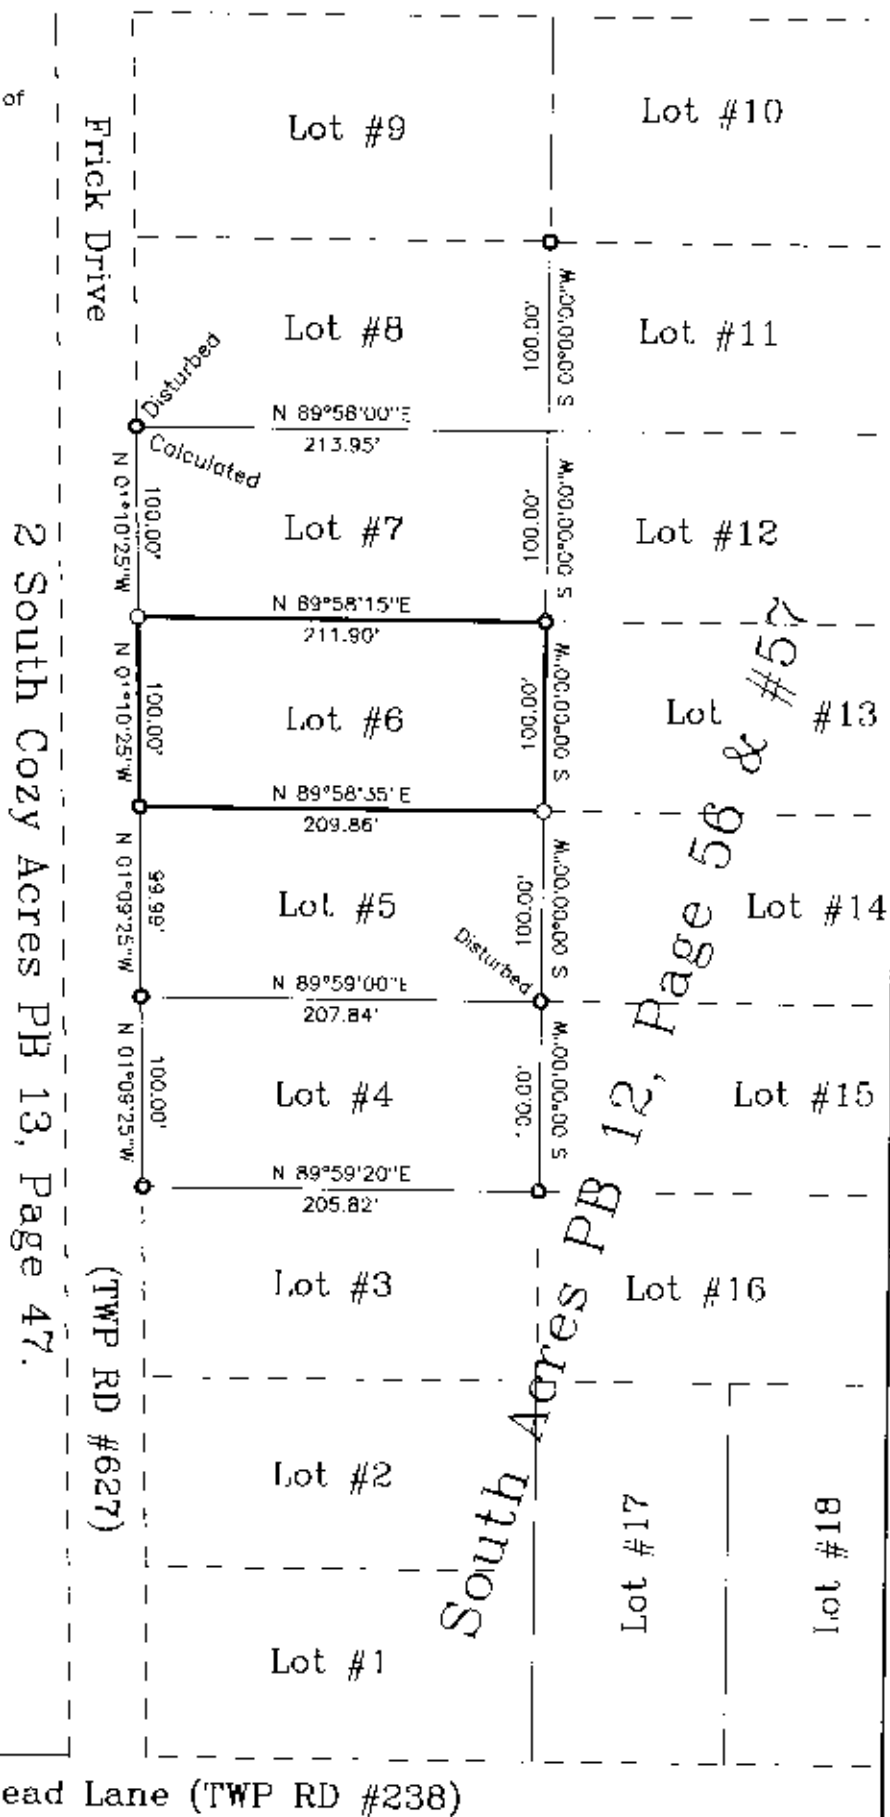 of
Frick Drive
Lot #9
Lot #10
Lot #8
Lot #11
S 00°00'00"W
100.00'
Disturbed
Calculated
N 89°58'00"E
213.95'
N 01°10'25"W
100.00'
Lot #7
S 00°00'00"W
100.00'
Lot #12
N 89°58'15"E
211.90'
N 01°10'25"W
100.00'
Lot #6
S 00°00'00"W
100.00'
Lot #13
N 89°58'35"E
209.86'
N 01°09'25"W
99.98'
Lot #5
S 00°00'00"W
100.00'
Lot #14
Disturbed
N 89°59'00"E
207.84'
100.00'
Lot #4
S 00°00'00"W
Lot #15
N 89°59'20"E
205.82'
Lot #3
Lot #16
Lot #2
Lot #17
Lot #18
Lot #1
2 South Cozy Acres PB 13, Page 47.
(TWP RD #627)
South Acres PB 12, Page 56 & #57
ead Lane (TWP RD #238)